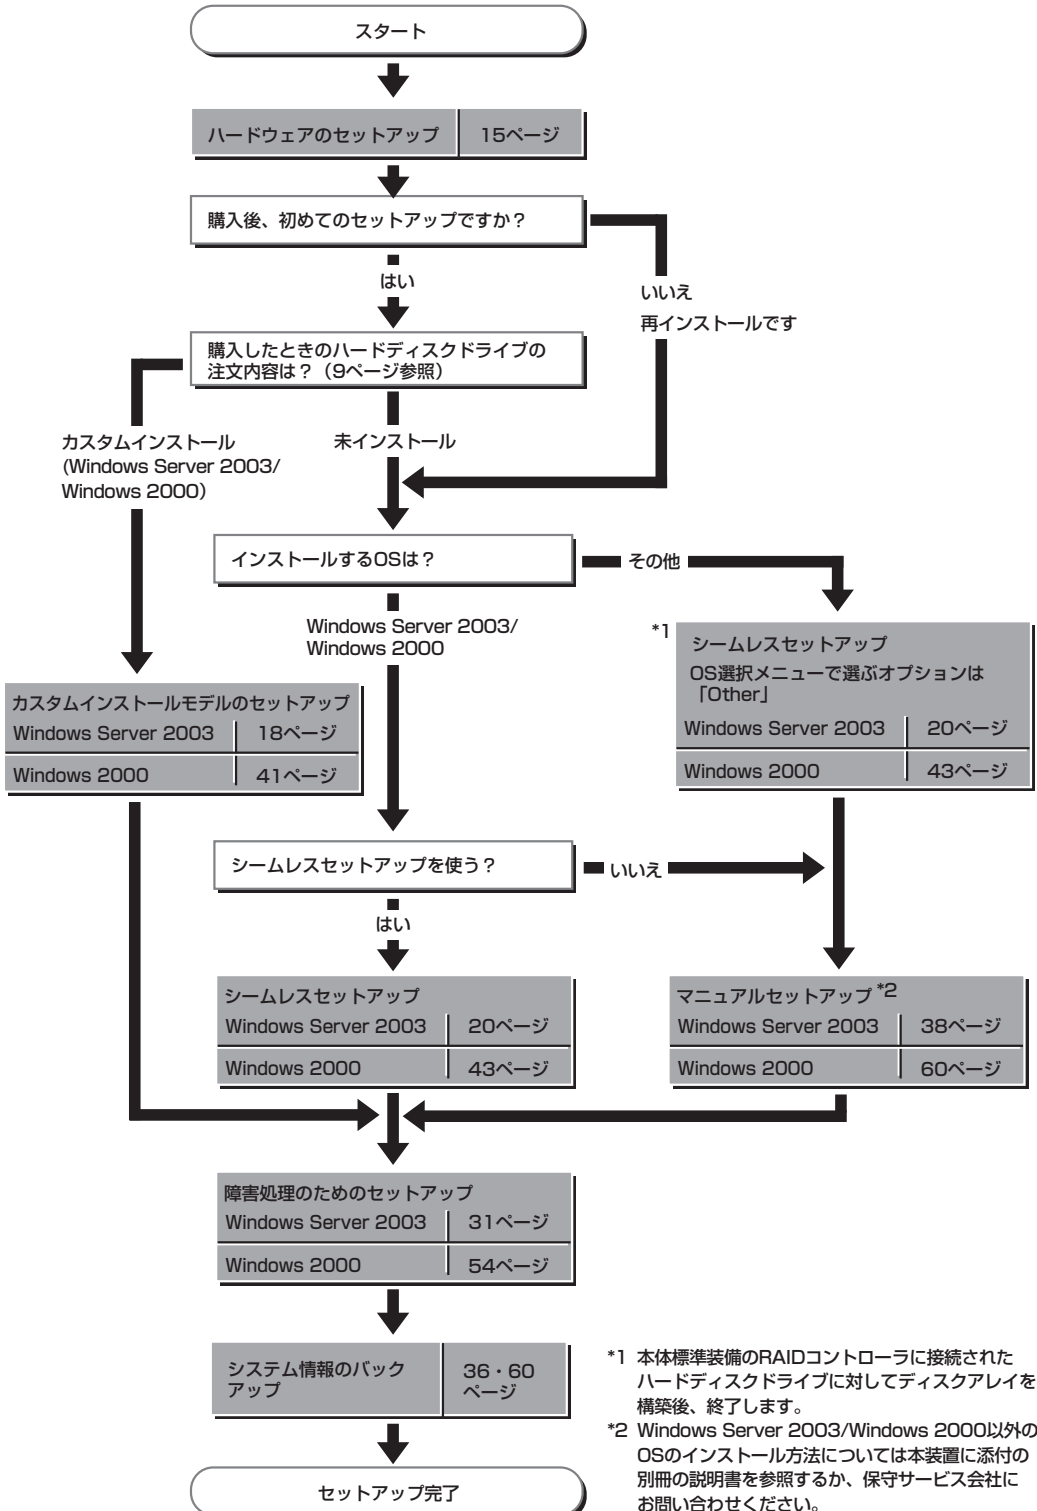 スタート
ハードウェアのセットアップ 15ページ
購入後、初めてのセットアップですか？
はい
いいえ
再インストールです
購入したときのハードディスクドライブの
注文内容は？（9ページ参照）
カスタムインストール
(Windows Server 2003/
Windows 2000)
未インストール
インストールするOSは？
その他
Windows Server 2003/
Windows 2000
*1
シームレスセットアップ
OS選択メニューで選ぶオプションは
「Other」
Windows Server 2003 20ページ
Windows 2000 43ページ
カスタムインストールモデルのセットアップ
Windows Server 2003 18ページ
Windows 2000 41ページ
シームレスセットアップを使う？
いいえ
はい
シームレスセットアップ
Windows Server 2003 20ページ
Windows 2000 43ページ
マニュアルセットアップ *2
Windows Server 2003 38ページ
Windows 2000 60ページ
障害処理のためのセットアップ
Windows Server 2003 31ページ
Windows 2000 54ページ
システム情報のバック
アップ
36・60
ページ
セットアップ完了
*1 本体標準装備のRAIDコントローラに接続された
ハードディスクドライブに対してディスクアレイを
構築後、終了します。
*2 Windows Server 2003/Windows 2000以外の
OSのインストール方法については本装置に添付の
別冊の説明書を参照するか、保守サービス会社に
お問い合わせください。